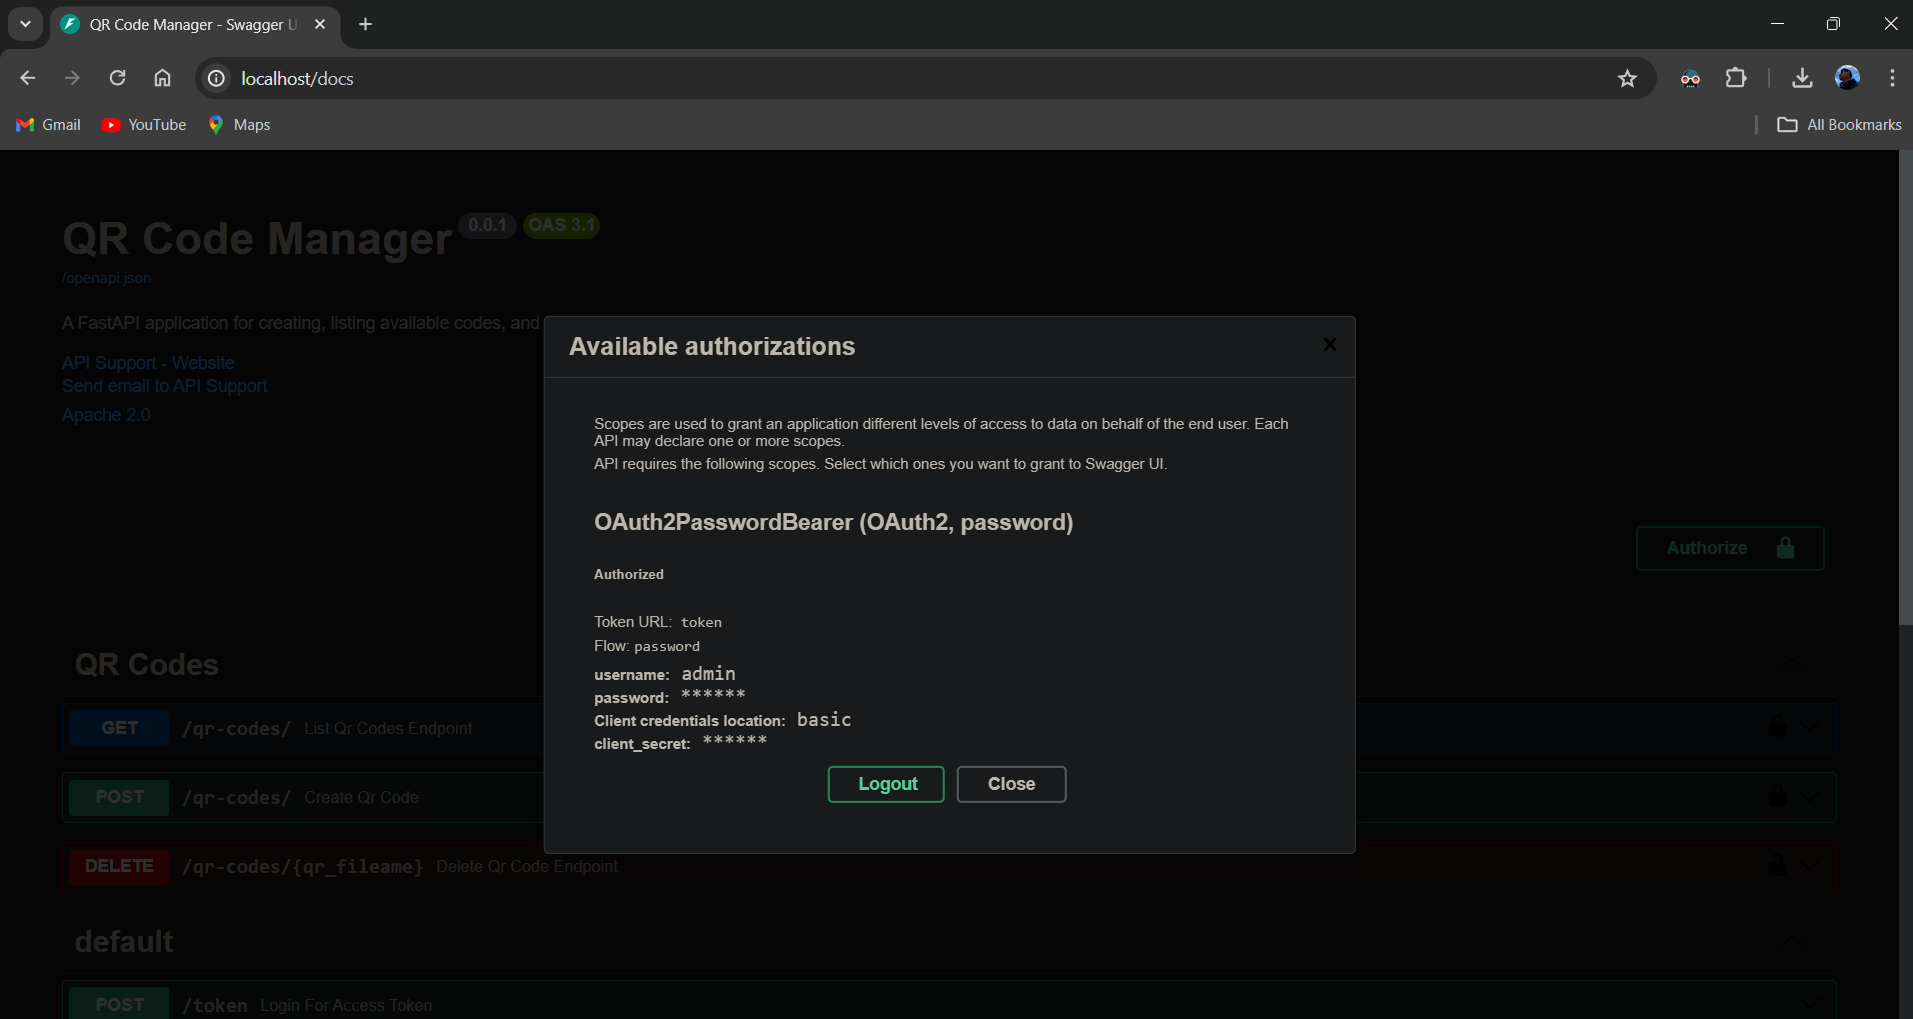 QR Code Manager - Swagger U
localhost/docs
Gmail
YouTube
Maps
All Bookmarks
QR Code Manager 0.0.1 OAS 3.1
/openapi.json
A FastAPI application for creating, listing available codes, and
API Support - Website
Send email to API Support
Apache 2.0
Available authorizations
Scopes are used to grant an application different levels of access to data on behalf of the end user. Each
API may declare one or more scopes.
API requires the following scopes. Select which ones you want to grant to Swagger UI.
OAuth2PasswordBearer (OAuth2, password)
Authorized
Token URL: token
Flow: password
username: admin
password: ******
Client credentials location: basic
client_secret: ******
Logout
Close
Authorize
QR Codes
GET /qr-codes/ List Qr Codes Endpoint
POST /qr-codes/ Create Qr Code
DELETE /qr-codes/{qr_fileame} Delete Qr Code Endpoint
default
POST /token Login For Access Token